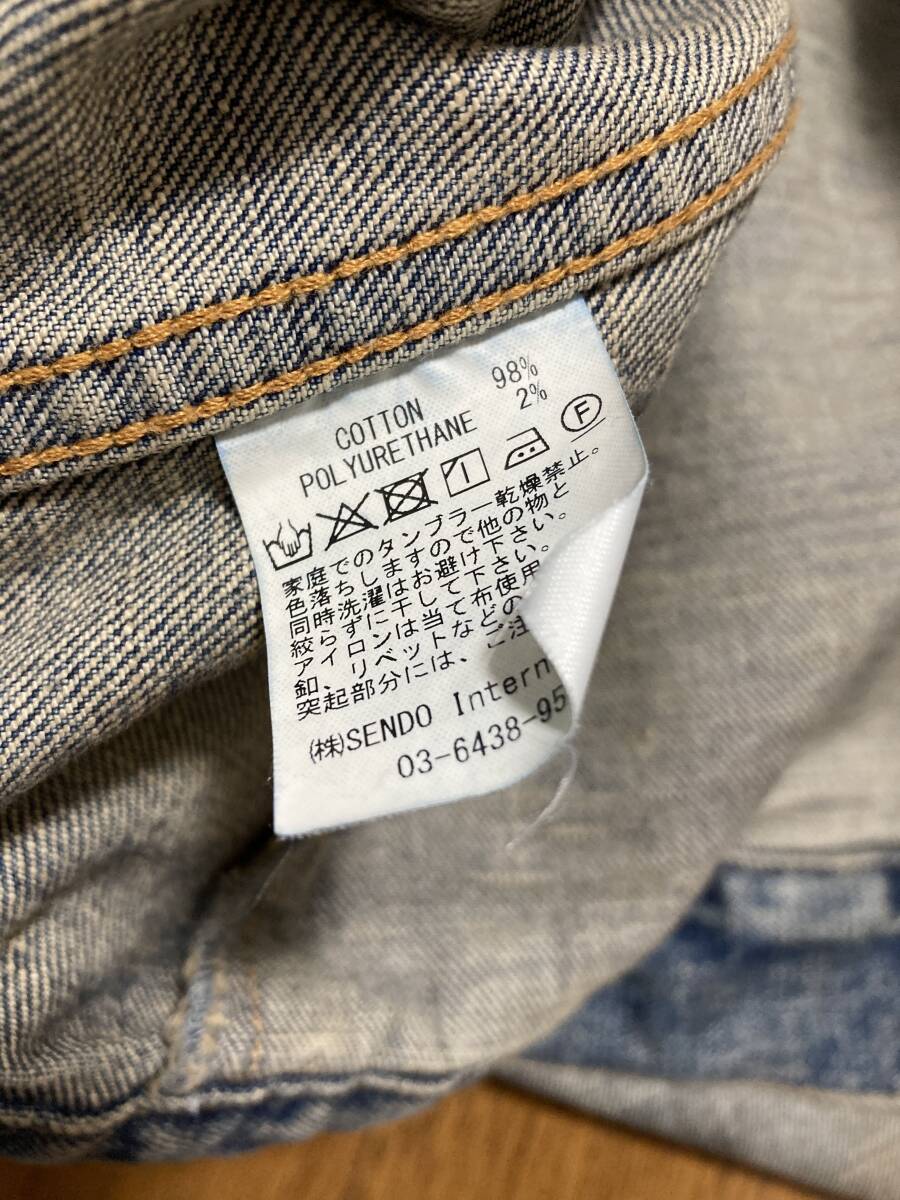 COTTON 98%
POLYURETHANE 2%
F
家庭でのタンブラー乾燥禁止。
色落ちしますので他の物と
同時洗濯はお避け下さい。
絞らずに干して下さい。
アイロンは当て布使用
釦、リベットなどの
突起部分には、ご注
(株)SENDO Intern
03-6438-95